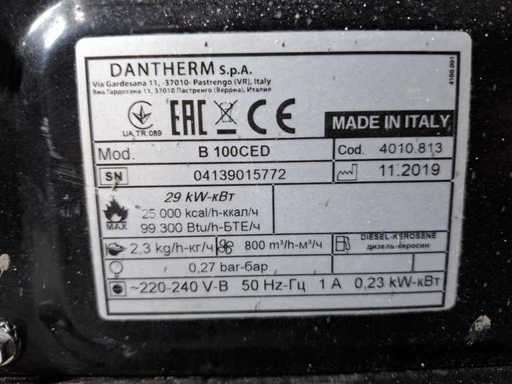 DANTHERM S.p.A.
Via Gardesana 11, -37010- Pastrengo (VR), Italy
Виа Гардесана 11, 37010 Пастренго (Верона), Италия
4160.091
UA.TR.089
EAC CE
MADE IN ITALY
Mod. B 100CED Cod. 4010.813
SN 04139015772 11.2019
29 kW-кВт
25 000 kcal/h-ккал/ч
MAX 99.300 Btu/h-БТЕ/ч
2,3 kg/h-кг/ч 800 m³/h-м³/ч DIESEL-KEROSENE
дизель-керосин
0,27 bar-бар
~220-240 V-В 50 Hz-Гц 1 A 0,23 kW-кВт